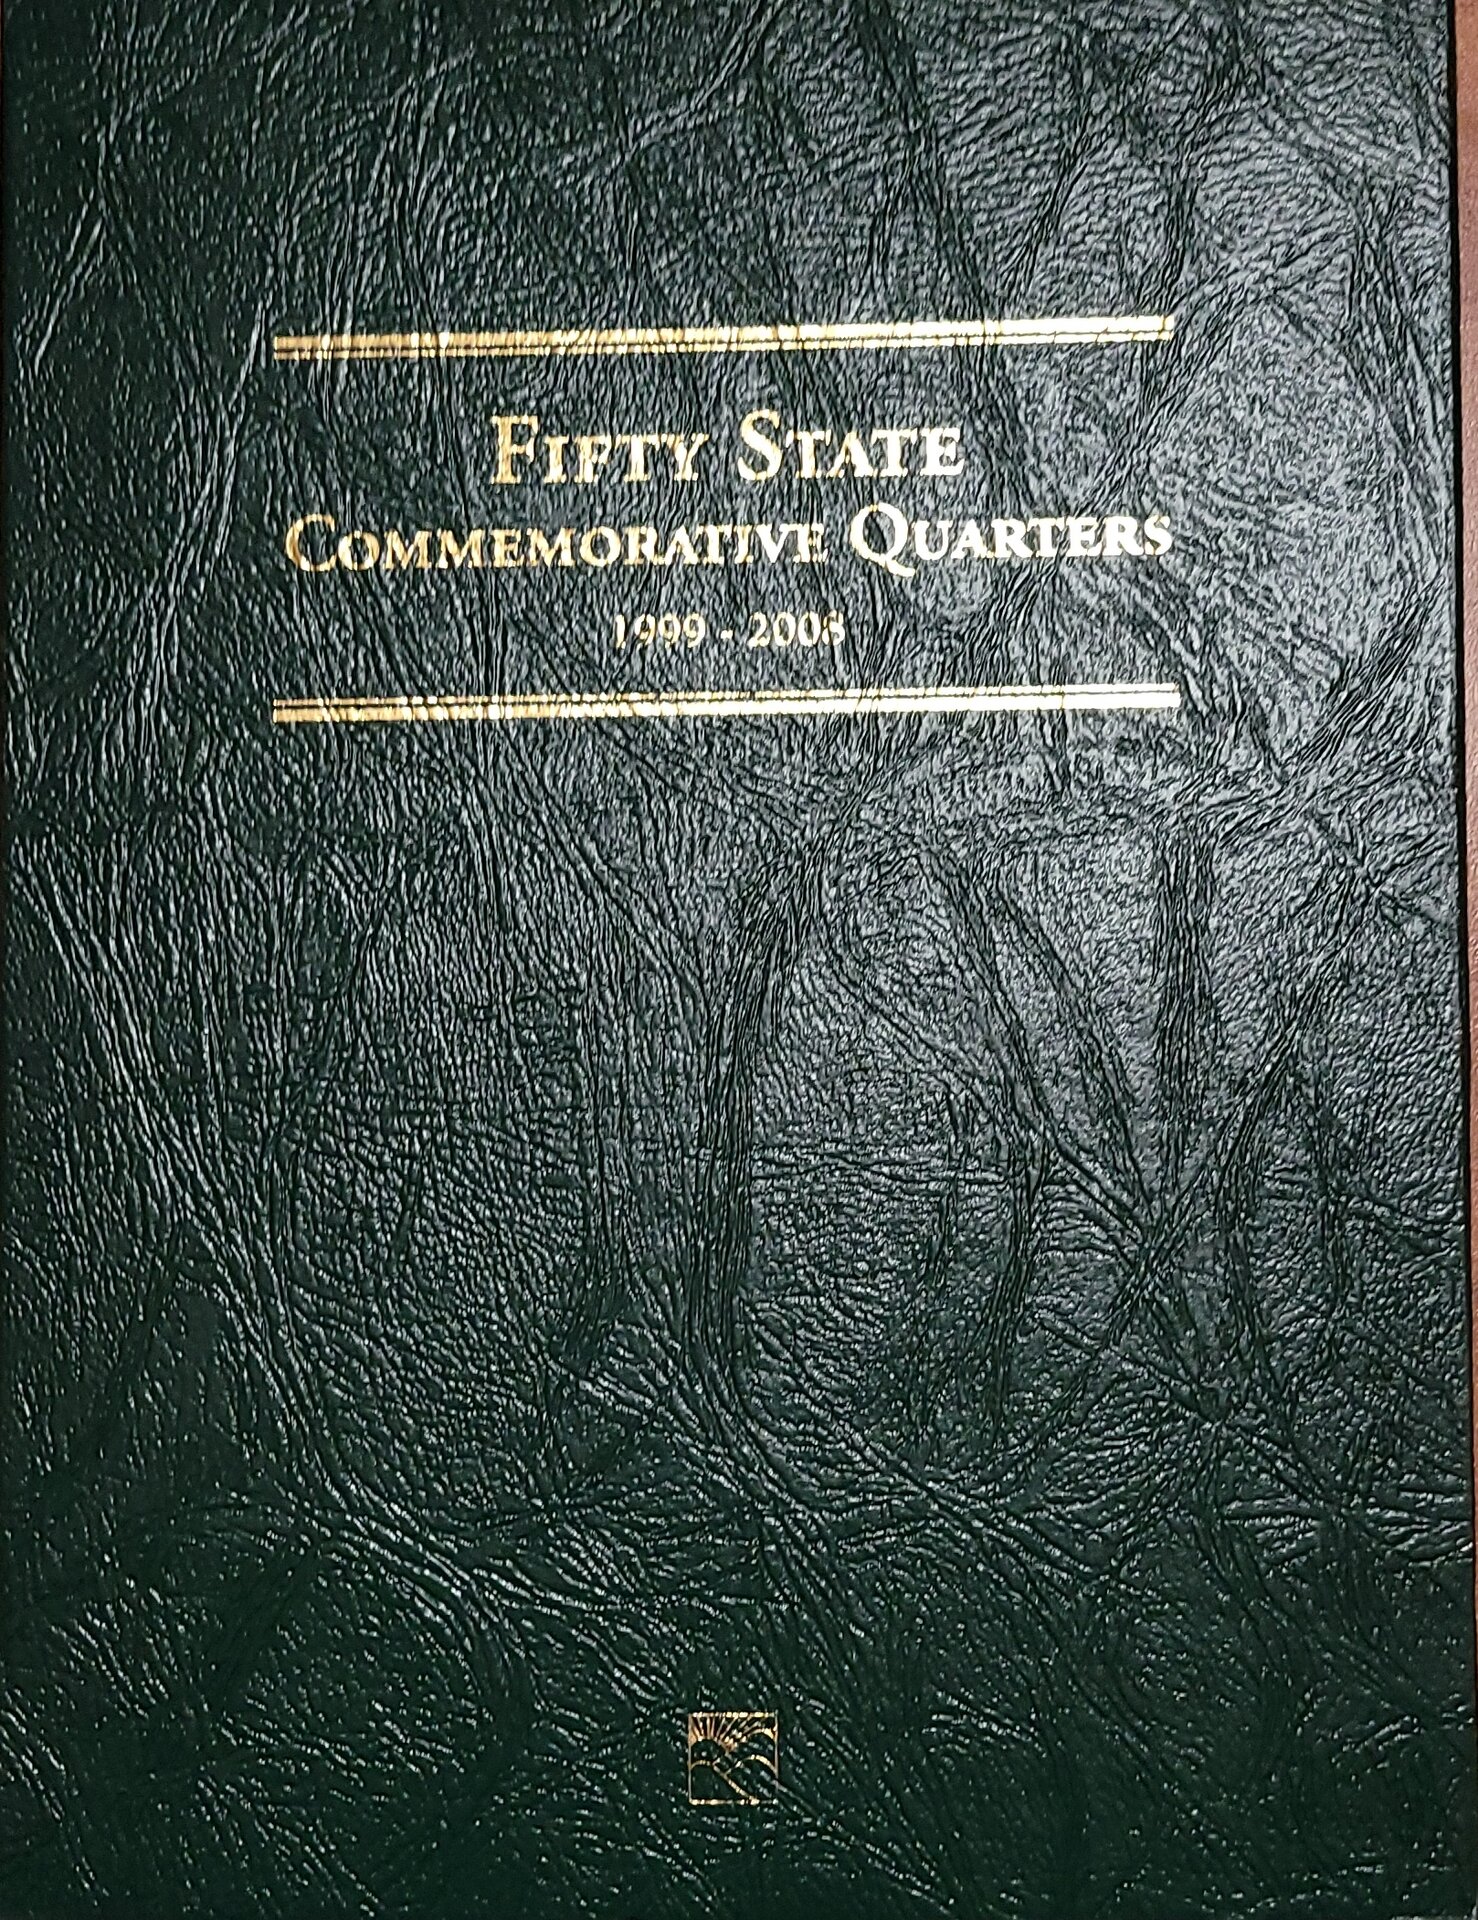 FIFTY STATE
COMMEMORATIVE QUARTERS
1999 - 2008